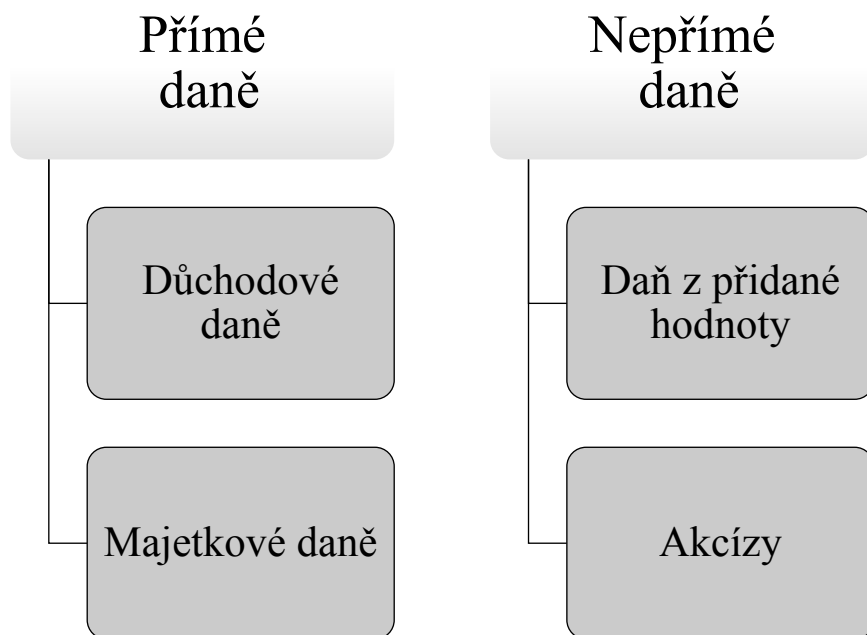 Přímé
daně
Důchodové
daně
Majetkové daně
Nepřímé
daně
Daň z přidané
hodnoty
Akcízy